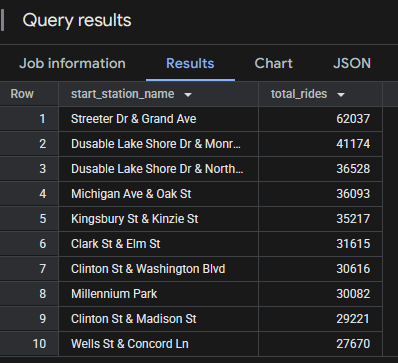 Query results
Job information Results Chart JSON
Row start_station_name total_rides
1 Streeter Dr & Grand Ave 62037
2 Dusable Lake Shore Dr & Monr... 41174
3 Dusable Lake Shore Dr & North... 36528
4 Michigan Ave & Oak St 36093
5 Kingsbury St & Kinzie St 35217
6 Clark St & Elm St 31615
7 Clinton St & Washington Blvd 30616
8 Millennium Park 30082
9 Clinton St & Madison St 29221
10 Wells St & Concord Ln 27670